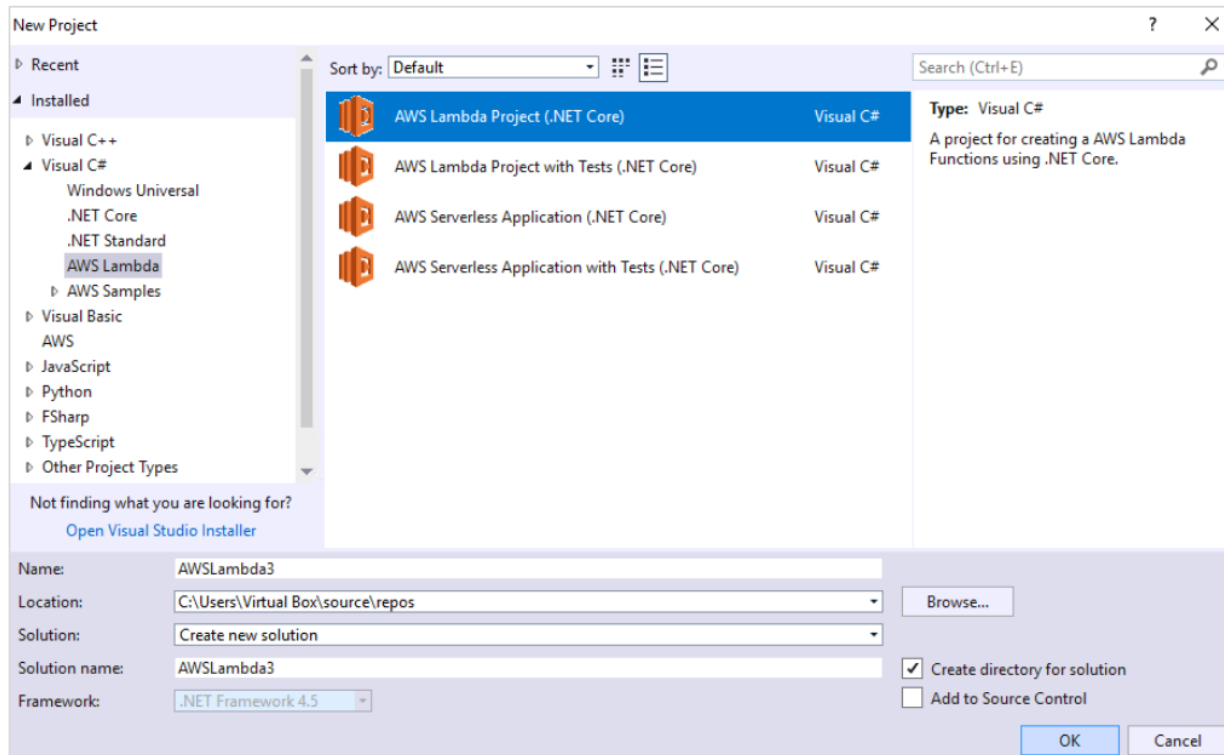 New Project
?
Recent
Installed
Visual C++
Visual C#
Windows Universal
.NET Core
.NET Standard
AWS Lambda
AWS Samples
Visual Basic
AWS
JavaScript
Python
FSharp
TypeScript
Other Project Types
Not finding what you are looking for?
Open Visual Studio Installer
Sort by: Default
AWS Lambda Project (.NET Core) Visual C#
AWS Lambda Project with Tests (.NET Core) Visual C#
AWS Serverless Application (.NET Core) Visual C#
AWS Serverless Application with Tests (.NET Core) Visual C#
Search (Ctrl+E)
Type: Visual C#
A project for creating a AWS Lambda
Functions using .NET Core.
Name: AWSLambda3
Location: C:\Users\Virtual Box\source\repos Browse...
Solution: Create new solution
Solution name: AWSLambda3 Create directory for solution
Framework: .NET Framework 4.5 Add to Source Control
OK Cancel